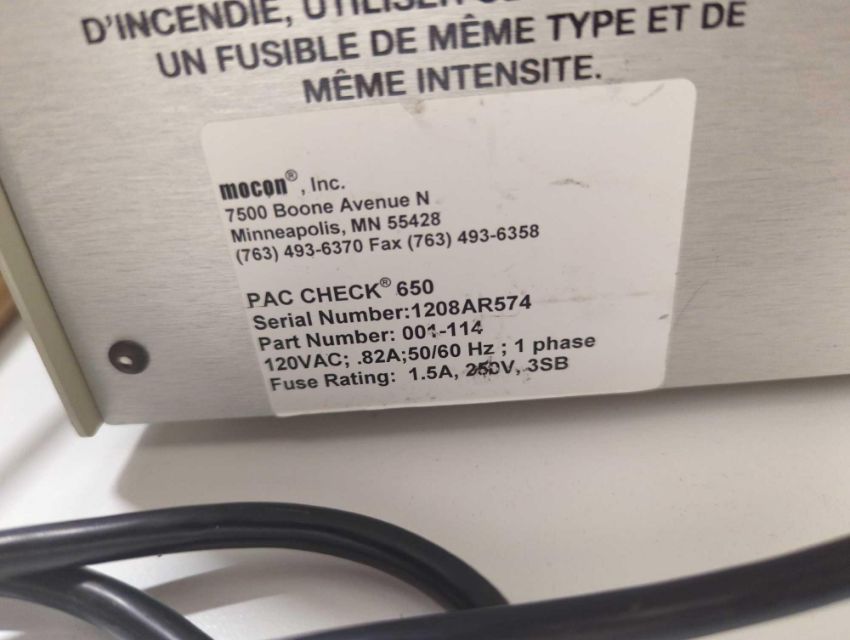 D'INCENDIE, UTILISER
UN FUSIBLE DE MÊME TYPE ET DE
MÊME INTENSITE.
mocon®, Inc.
7500 Boone Avenue N
Minneapolis, MN 55428
(763) 493-6370 Fax (763) 493-6358
PAC CHECK® 650
Serial Number:1208AR574
Part Number: 001-114
120VAC; .82A;50/60 Hz ; 1 phase
Fuse Rating: 1.5A, 250V, 3SB